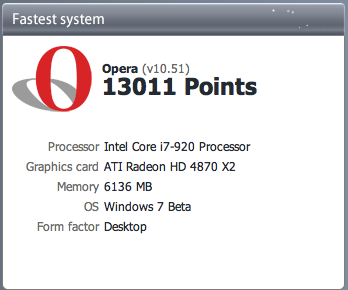 Fastest system
Opera (v10.51)
13011 Points
Processor Intel Core i7-920 Processor
Graphics card ATI Radeon HD 4870 X2
Memory 6136 MB
OS Windows 7 Beta
Form factor Desktop